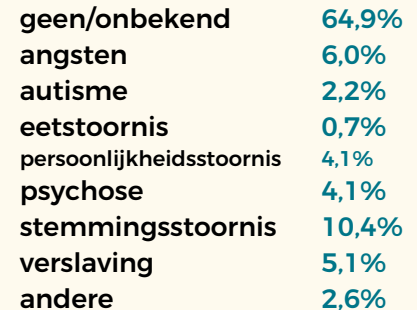 geen/onbekend 64,9%
angsten 6,0%
autisme 2,2%
eetstoornis 0,7%
persoonlijkheidsstoornis 4,1%
psychose 4,1%
stemmingsstoornis 10,4%
verslaving 5,1%
andere 2,6%